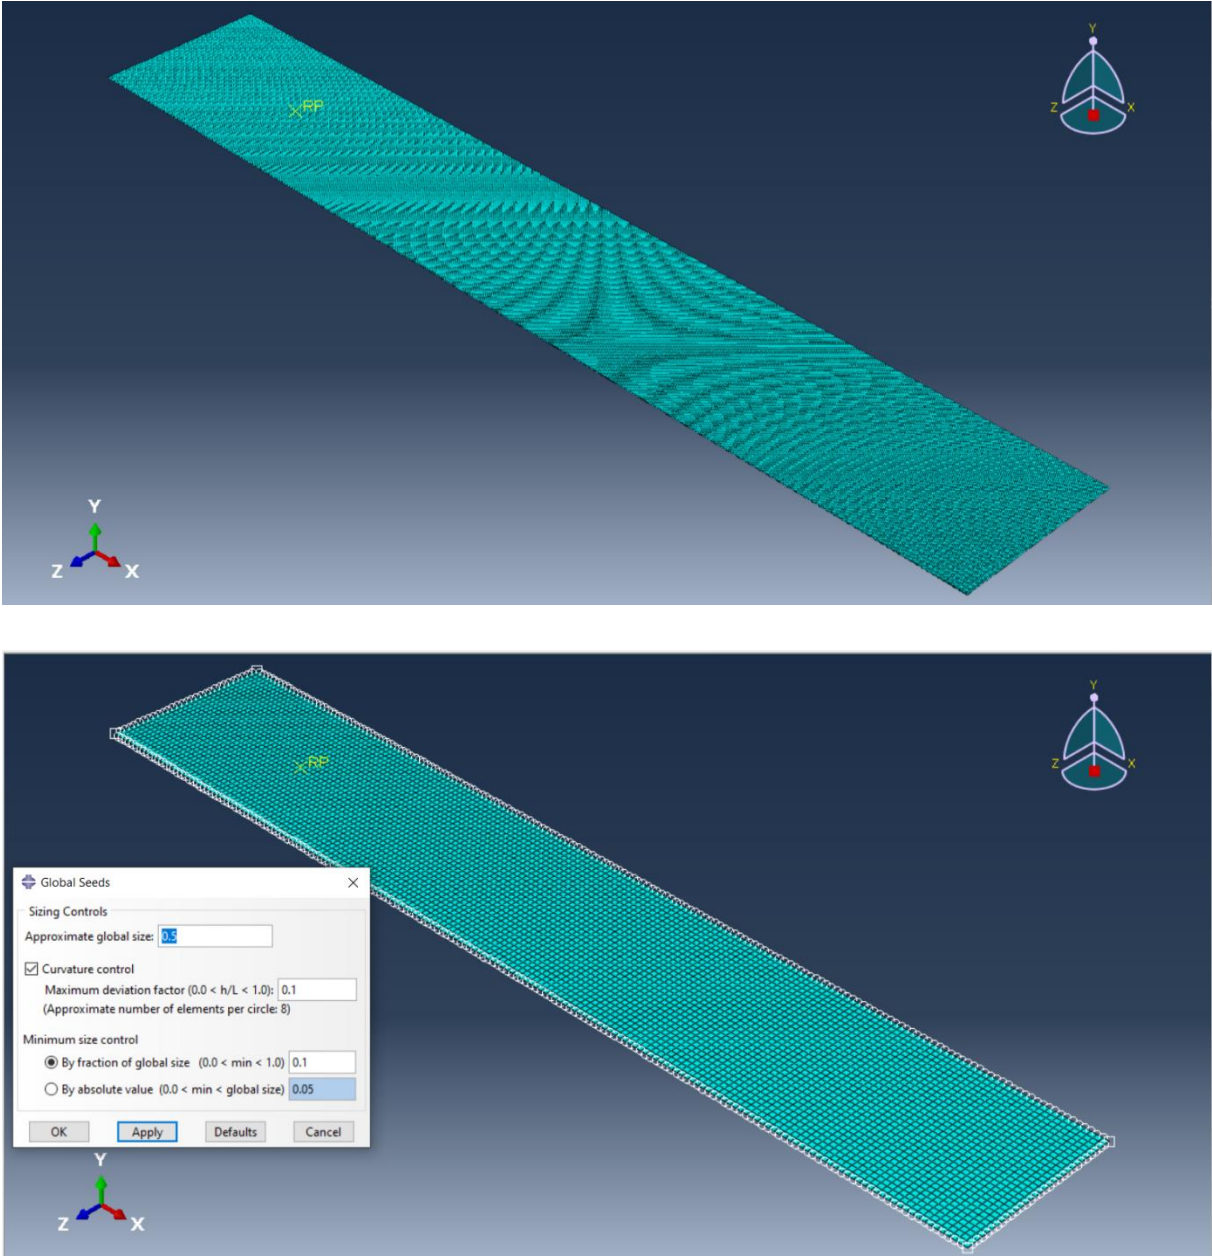 Y
Z X
RP
Y
Z X
Y
Z X
RP
Global Seeds
Sizing Controls
Approximate global size: 0.5
Curvature control
Maximum deviation factor (0.0 < h/L < 1.0): 0.1
(Approximate number of elements per circle: 8)
Minimum size control
By fraction of global size (0.0 < min < 1.0) 0.1
By absolute value (0.0 < min < global size) 0.05
OK Apply Defaults Cancel
Y
Z X